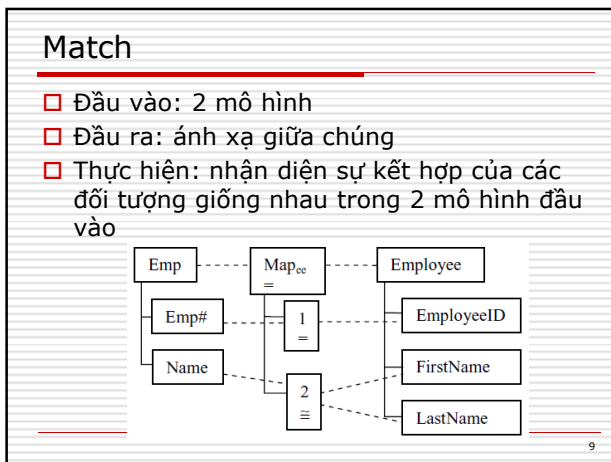 Match
Đầu vào: 2 mô hình
Đầu ra: ánh xạ giữa chúng
Thực hiện: nhận diện sự kết hợp của các
đối tượng giống nhau trong 2 mô hình đầu
vào
Emp
Map_ee
=
Employee
Emp#
1
=
EmployeeID
Name
FirstName
2
≅
LastName
9